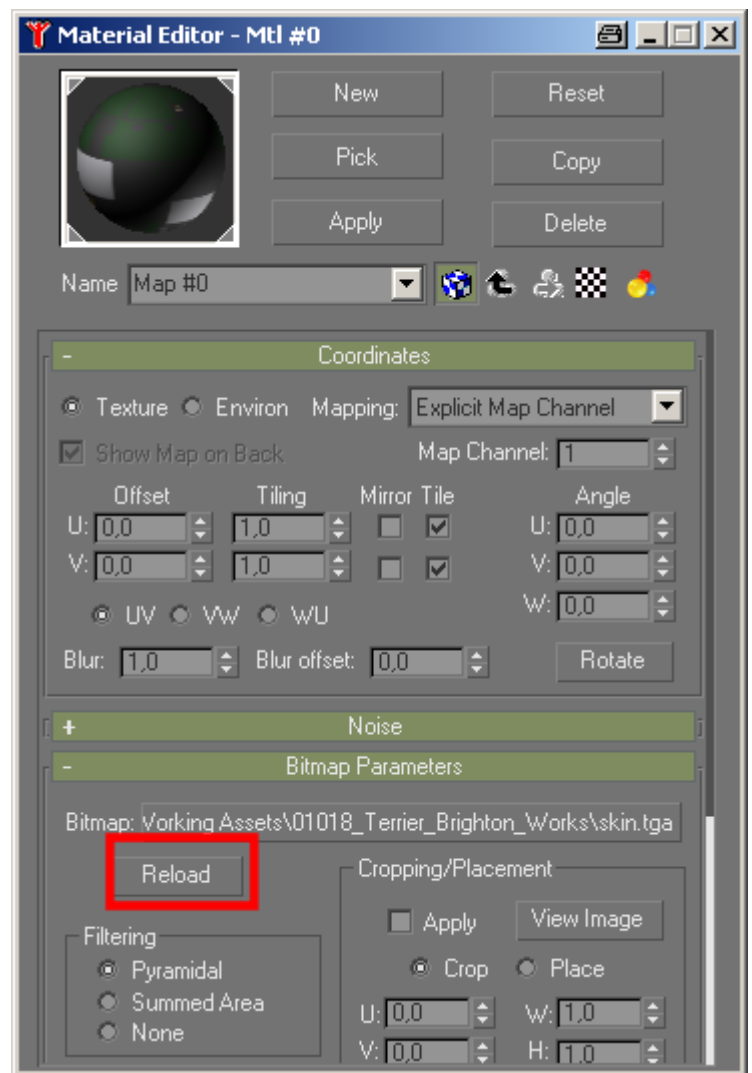 Material Editor - Mtl #0
New Reset
Pick Copy
Apply Delete
Name Map #0
- Coordinates
Texture Environ Mapping: Explicit Map Channel
Show Map on Back Map Channel: 1
Offset Tiling Mirror Tile Angle
U: 0,0 1,0 U: 0,0
V: 0,0 1,0 V: 0,0
UV VW WU W: 0,0
Blur: 1,0 Blur offset: 0,0 Rotate
+ Noise
- Bitmap Parameters
Bitmap: Vorking Assets\01018_Terrier_Brighton_Works\skin.tga
Reload Cropping/Placement
Apply View Image
Filtering
Pyramidal Crop Place
Summed Area U: 0,0 W: 1,0
None
V: 0,0 H: 1,0